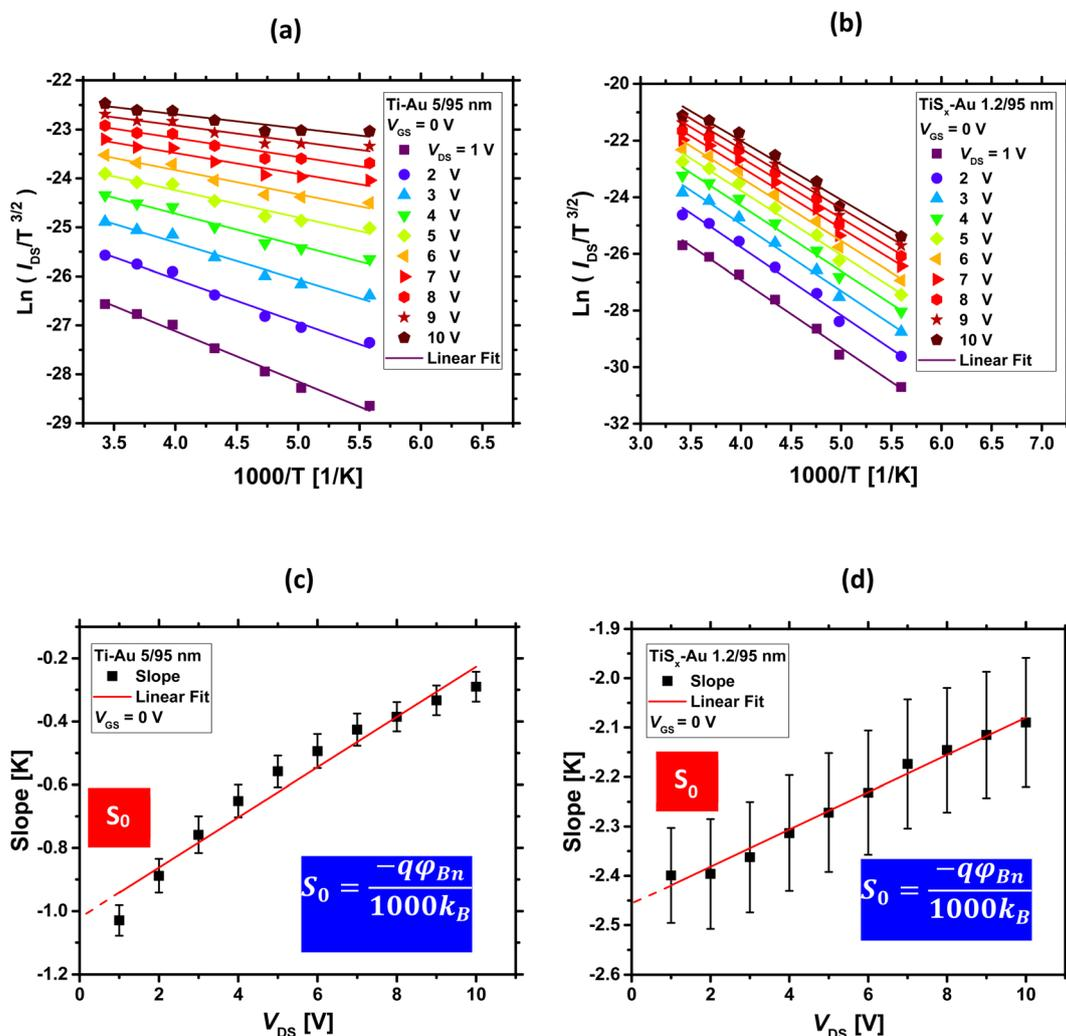 (a)
Ln ( I_DS/T^3/2)
-22
-23
-24
-25
-26
-27
-28
-29
3.5 4.0 4.5 5.0 5.5 6.0 6.5
1000/T [1/K]
Ti-Au 5/95 nm
V_GS = 0 V
V_DS = 1 V
2 V
3 V
4 V
5 V
6 V
7 V
8 V
9 V
10 V
Linear Fit
(b)
Ln ( I_DS/T^3/2)
-20
-22
-24
-26
-28
-30
-32
3.0 3.5 4.0 4.5 5.0 5.5 6.0 6.5 7.0
1000/T [1/K]
TiS_x-Au 1.2/95 nm
V_GS = 0 V
V_DS = 1 V
2 V
3 V
4 V
5 V
6 V
7 V
8 V
9 V
10 V
Linear Fit
(c)
Slope [K]
-0.2
-0.4
-0.6
-0.8
-1.0
-1.2
0 2 4 6 8 10
V_DS [V]
Ti-Au 5/95 nm
Slope
Linear Fit
V_GS = 0 V
S_0
S_0 = -qφ_Bn / 1000k_B
(d)
Slope [K]
-1.9
-2.0
-2.1
-2.2
-2.3
-2.4
-2.5
-2.6
0 2 4 6 8 10
V_DS [V]
TiS_x-Au 1.2/95 nm
Slope
Linear Fit
V_GS = 0 V
S_0
S_0 = -qφ_Bn / 1000k_B